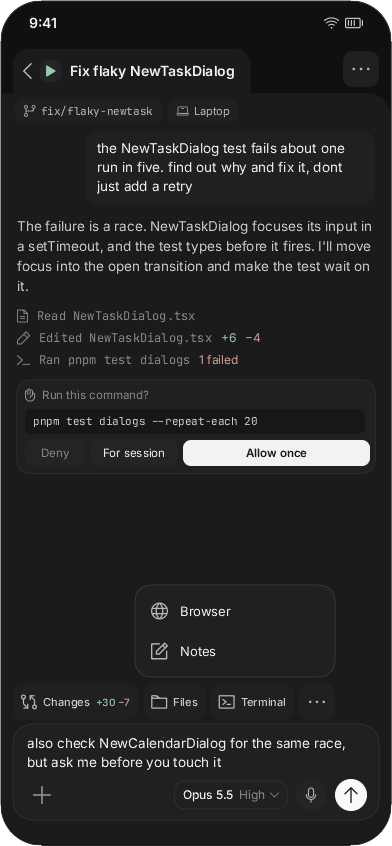 9:41
Fix flaky NewTaskDialog
fix/flaky-newtask
Laptop
the NewTaskDialog test fails about one
run in five. find out why and fix it, dont
just add a retry
The failure is a race. NewTaskDialog focuses its input in
a setTimeout, and the test types before it fires. I'll move
focus into the open transition and make the test wait on
it.
Read NewTaskDialog.tsx
Edited NewTaskDialog.tsx +6 −4
Ran pnpm test dialogs 1 failed
Run this command?
pnpm test dialogs --repeat-each 20
Deny
For session
Allow once
Browser
Notes
Changes +30 −7
Files
Terminal
also check NewCalendarDialog for the same race,
but ask me before you touch it
Opus 5.5 High